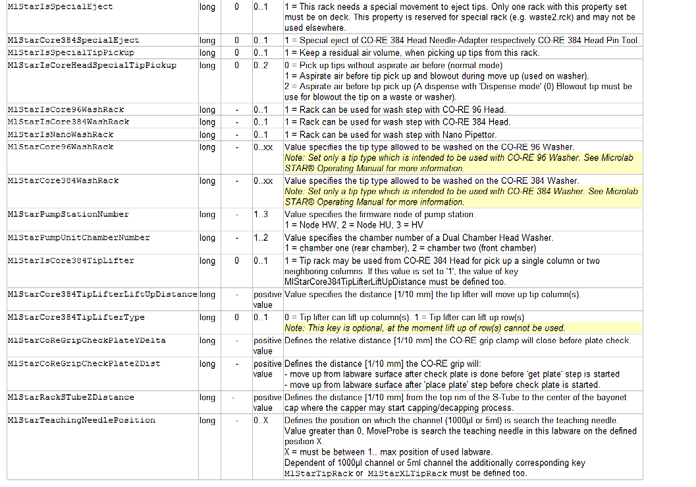 MlStarIsSpecialEject long 0 0..1 1 = This rack needs a special movement to eject tips. Only one rack with this property set
must be on deck. This property is reserved for special rack (e.g. waste2.rck) and may not be
used elsewhere.
MlStarCore384SpecialEject long 0 0..1 1 = Special eject of CO-RE 384 Head Needle-Adapter respectively CO-RE 384 Head Pin Tool.
MlStarIsSpecialTipPickup long 0 0..1 1 = Keep a residual air volume, when picking up tips from this rack.
MlStarIsCoreHeadSpecialTipPickup long 0 0..2 0 = Pick up tips without aspirate air before (normal mode)
1 = Aspirate air before tip pick up and blowout during move up (used on washer).
2 = Aspirate air before tip pick up (A dispense with 'Dispense mode' (0) Blowout tip must be
use for blowout the tip on a waste or washer).
MlStarIsCore96WashRack long - 0..1 1 = Rack can be used for wash step with CO-RE 96 Head.
MlStarIsCore384WashRack long - 0..1 1 = Rack can be used for wash step with CO-RE 384 Head.
MlStarIsNanoWashRack long - 0..1 1 = Rack can be used for wash step with Nano Pipettor.
MlStarCore96WashRack long - 0..xx Value specifies the tip type allowed to be washed on the CO-RE 96 Washer.
Note: Set only a tip type which is intended to be used with CO-RE 96 Washer. See Microlab
STAR® Operating Manual for more information.
MlStarCore384WashRack long - 0..xx Value specifies the tip type allowed to be washed on the CO-RE 384 Washer.
Note: Set only a tip type which is intended to be used with CO-RE 384 Washer. See Microlab
STAR® Operating Manual for more information.
MlStarPumpStationNumber long - 1..3 Value specifies the firmware node of pump station.
1 = Node HW, 2 = Node HU, 3 = HV
MlStarPumpUnitChamberNumber long - 1..2 Value specifies the chamber number of a Dual Chamber Head Washer.
1 = chamber one (rear chamber), 2 = chamber two (front chamber)
MlStarIsCore384TipLifter long 0 0..1 1 = Tip rack may be used from CO-RE 384 Head for pick up a single column or two
neighboring columns. If this value is set to '1', the value of key
MlStarCore384TipLifterLiftUpDistance must be defined too.
MlStarCore384TipLifterLiftUpDistance long - positive Value specifies the distance [1/10 mm] the tip lifter will move up tip column(s).
value
MlStarCore384TipLifterType long 0 0..1 0 = Tip lifter can lift up column(s). 1 = Tip lifter can lift up row(s)
Note: This key is optional, at the moment lift up of row(s) cannot be used.
MlStarCoReGripCheckPlateYDelta long - positive Defines the relative distance [1/10 mm] the CO-RE grip clamp will close before plate check.
value
MlStarCoReGripCheckPlateZDist long - positive Defines the distance [1/10 mm] the CO-RE grip will:
value - move up from labware surface after check plate is done before 'get plate' step is started
- move up from labware surface after 'place plate' step before check plate is started.
MlStarRackSTubeZDistance long - positive Defines the distance [1/10 mm] from the top rim of the S-Tube to the center of the bayonet
value cap where the capper may start capping/decapping process.
MlStarTeachingNeedlePosition long - 0..X Defines the position on which the channel (1000µl or 5ml) is search the teaching needle.
Value greater than 0, MoveProbe is search the teaching needle in this labware on the defined
position X.
X = must be between 1.. max position of used labware.
Dependent of 1000µl channel or 5ml channel the additionally corresponding key
MlStarTipRack or MlStarXLTipRack must be defined too.